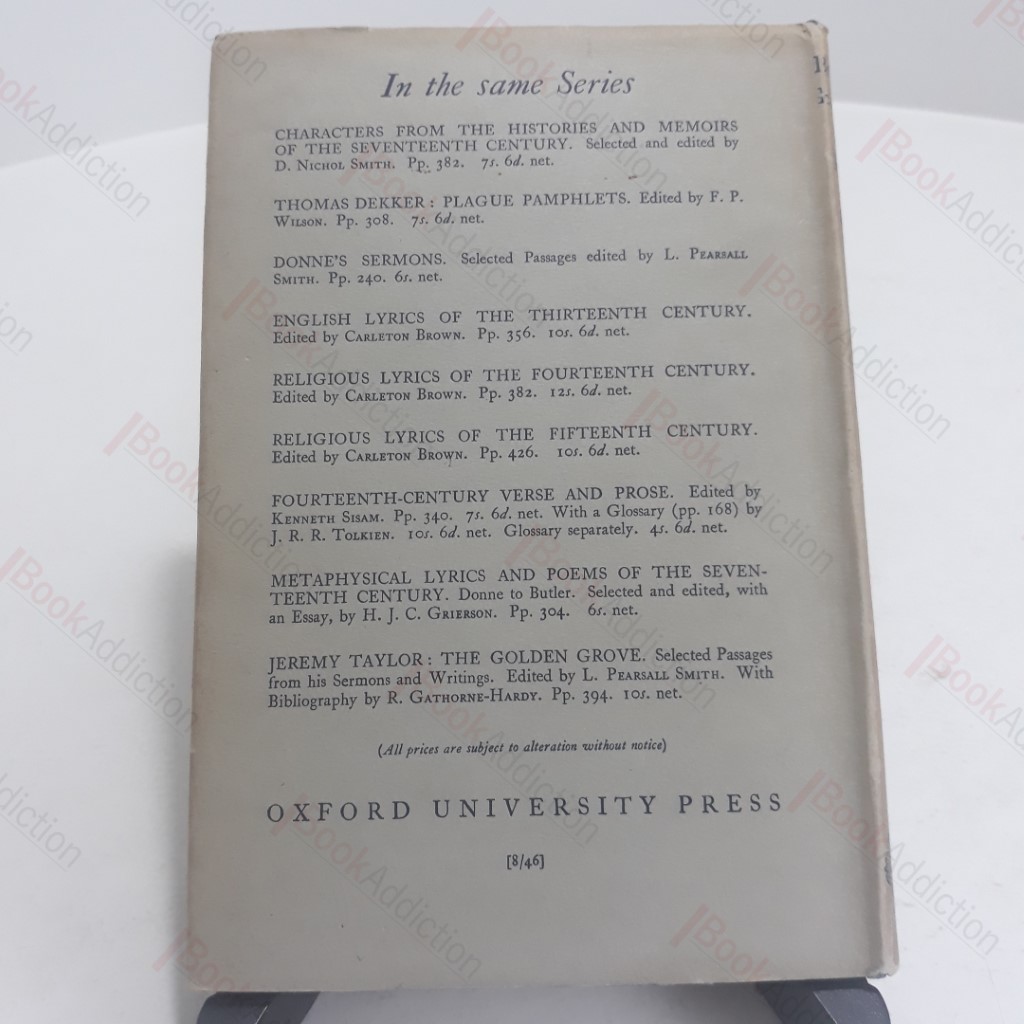 In the same Series
CHARACTERS FROM THE HISTORIES AND MEMOIRS
OF THE SEVENTEENTH CENTURY. Selected and edited by
D. NICHOL SMITH. Pp. 382. 7s. 6d. net.
THOMAS DEKKER: PLAGUE PAMPHLETS. Edited by F. P.
WILSON. Pp. 308. 7s. 6d. net.
DONNE'S SERMONS. Selected Passages edited by L. PEARSALL
SMITH. Pp. 240. 6s. net.
ENGLISH LYRICS OF THE THIRTEENTH CENTURY.
Edited by CARLETON BROWN. Pp. 356. 10s. 6d. net.
RELIGIOUS LYRICS OF THE FOURTEENTH CENTURY.
Edited by CARLETON BROWN. Pp. 382. 12s. 6d. net.
RELIGIOUS LYRICS OF THE FIFTEENTH CENTURY.
Edited by CARLETON BROWN. Pp. 426. 10s. 6d. net.
FOURTEENTH-CENTURY VERSE AND PROSE. Edited by
KENNETH SISAM. Pp. 340. 7s. 6d. net. With a Glossary (pp. 168) by
J. R. R. TOLKIEN. 10s. 6d. net. Glossary separately. 4s. 6d. net.
METAPHYSICAL LYRICS AND POEMS OF THE SEVEN-
TEENTH CENTURY. Donne to Butler. Selected and edited, with
an Essay, by H. J. C. GRIERSON. Pp. 304. 6s. net.
JEREMY TAYLOR: THE GOLDEN GROVE. Selected Passages
from his Sermons and Writings. Edited by L. PEARSALL SMITH. With
Bibliography by R. GATHORNE-HARDY. Pp. 394. 10s. net.
(All prices are subject to alteration without notice)
OXFORD UNIVERSITY PRESS
[8/46]
BookAddiction